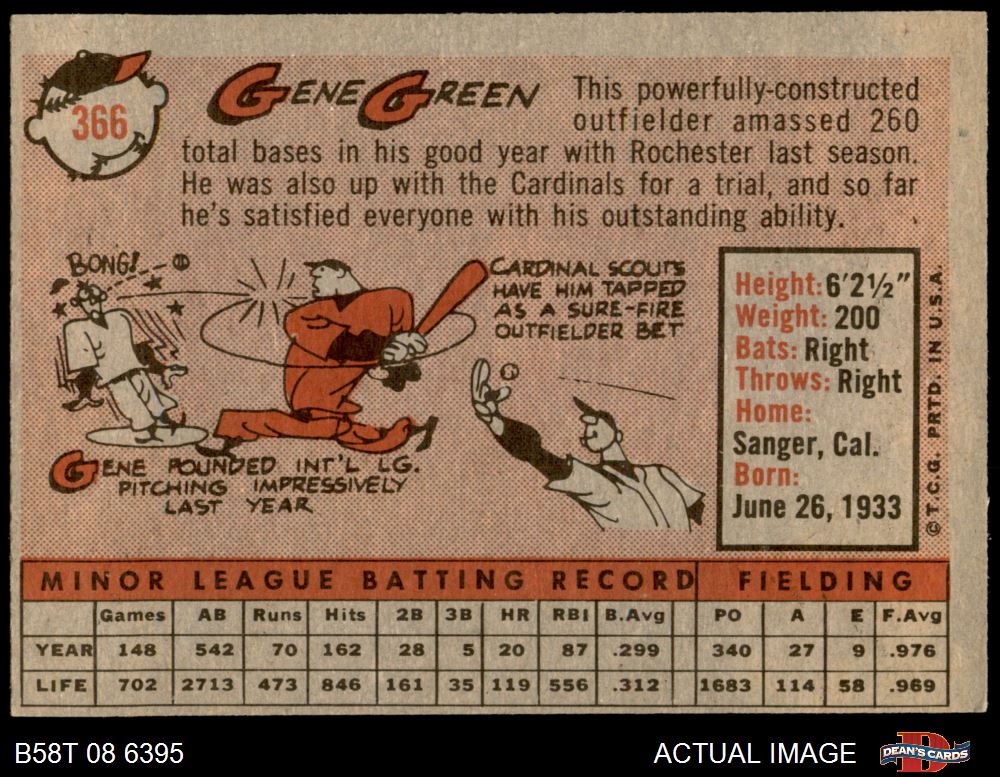 366
GENE GREEN
This powerfully-constructed
outfielder amassed 260
total bases in his good year with Rochester last season.
He was also up with the Cardinals for a trial, and so far
he's satisfied everyone with his outstanding ability.
BONG!
CARDINAL SCOUTS
HAVE HIM TAPPED
AS A SURE-FIRE
OUTFIELDER BET
GENE POUNDED INT'L LG.
PITCHING IMPRESSIVELY
LAST YEAR
Height: 6'2½"
Weight: 200
Bats: Right
Throws: Right
Home:
Sanger, Cal.
Born:
June 26, 1933
© T.C.G. PRTD. IN U.S.A.
MINOR LEAGUE BATTING RECORD FIELDING
Games AB Runs Hits 2B 3B HR RBI B.Avg PO A E F.Avg
YEAR 148 542 70 162 28 5 20 87 .299 340 27 9 .976
LIFE 702 2713 473 846 161 35 119 556 .312 1683 114 58 .969
B58T 08 6395
ACTUAL IMAGE
DEAN'S CARDS